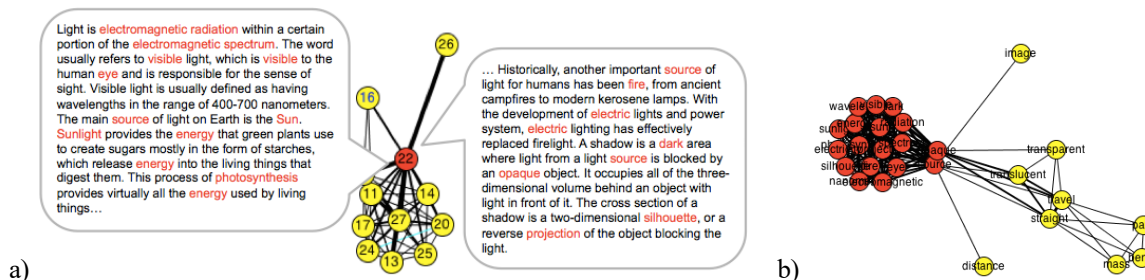 Light is electromagnetic radiation within a certain
portion of the electromagnetic spectrum. The word
usually refers to visible light, which is visible to the
human eye and is responsible for the sense of
sight. Visible light is usually defined as having
wavelengths in the range of 400-700 nanometers.
The main source of light on Earth is the Sun.
Sunlight provides the energy that green plants use
to create sugars mostly in the form of starches,
which release energy into the living things that
digest them. This process of photosynthesis
provides virtually all the energy used by living
things…
26
16
22
11
14
27
17
20
24
13
25
… Historically, another important source of
light for humans has been fire, from ancient
campfires to modern kerosene lamps. With
the development of electric lights and power
system, electric lighting has effectively
replaced firelight. A shadow is a dark area
where light from a light source is blocked by
an opaque object. It occupies all of the three-
dimensional volume behind an object with
light in front of it. The cross section of a
shadow is a two-dimensional silhouette, or a
reverse projection of the object blocking the
light.
a)
image
visible
transparent
translucent
travel
straight
mass
distance
b)